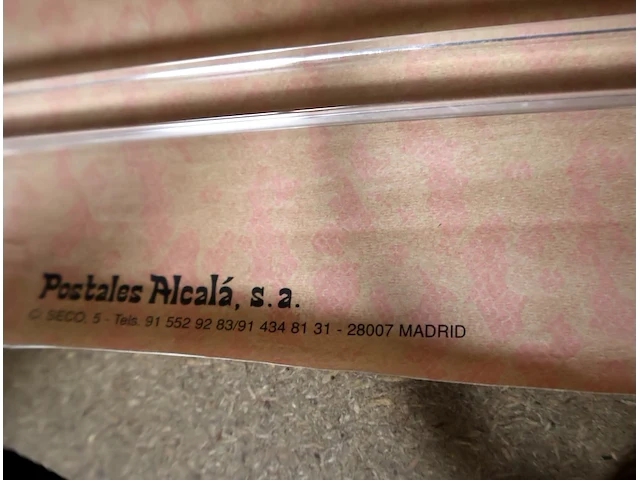 Postales Alcalá, s.a.
C/. SECO, 5 - Tels. 91 552 92 83/91 434 81 31 - 28007 MADRID